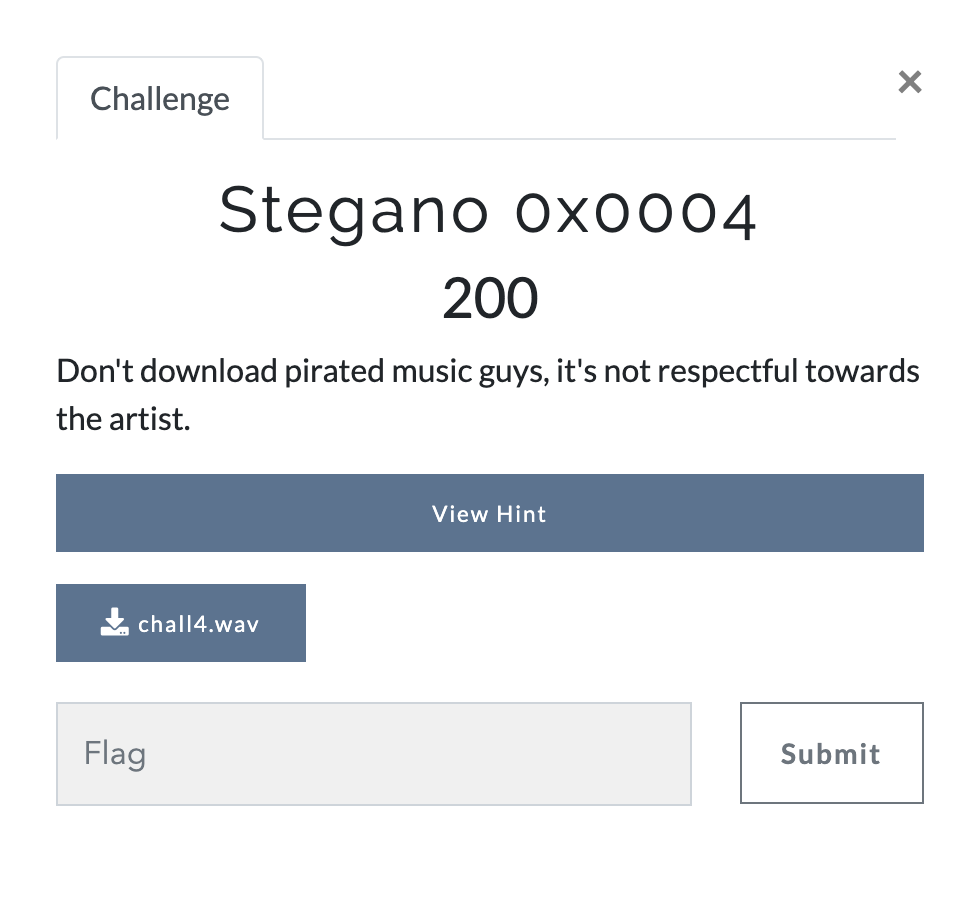 Challenge
×
Stegano 0x0004
200
Don't download pirated music guys, it's not respectful towards
the artist.
View Hint
chall4.wav
Flag
Submit